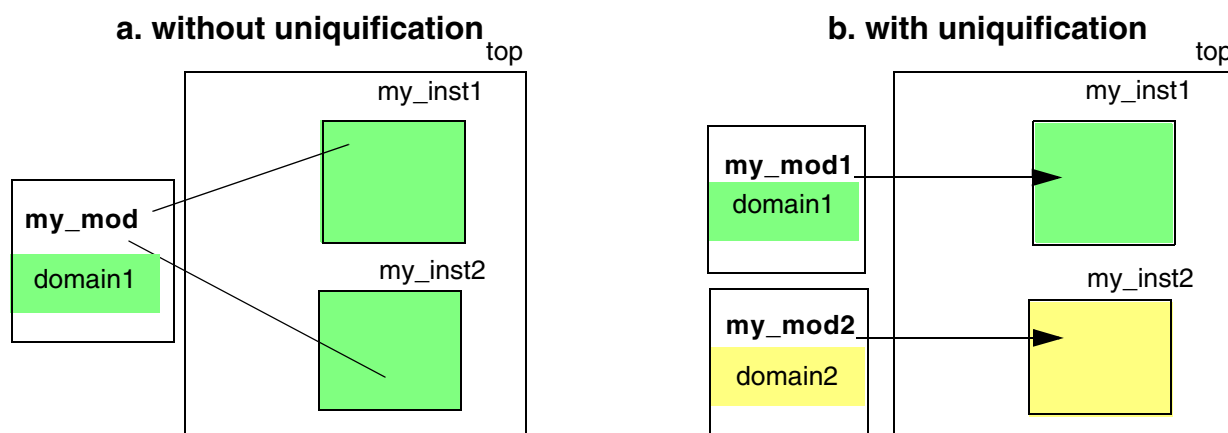 a. without uniquification
top
my_inst1
my_mod
domain1
my_inst2
b. with uniquification
top
my_inst1
my_mod1
domain1
my_inst2
my_mod2
domain2